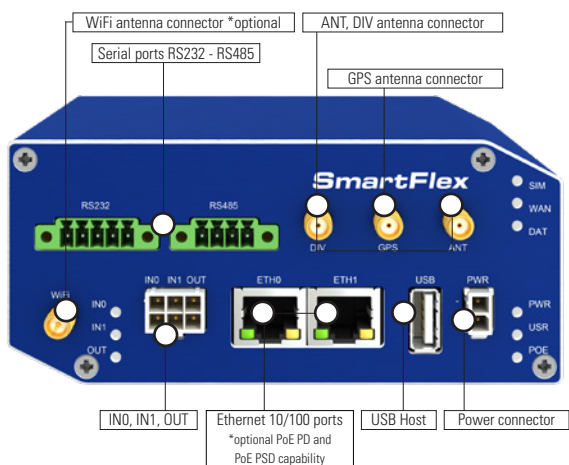 WiFi antenna connector *optional
ANT, DIV antenna connector
Serial ports RS232 - RS485
GPS antenna connector
SmartFlex
SIM
WAN
DAT
RS232
RS485
DIV
GPS
ANT
WiFi
IN0
IN1
OUT
IN0 IN1 OUT
ETH0
ETH1
USB
PWR
-
PWR
USR
POE
IN0, IN1, OUT
Ethernet 10/100 ports
*optional PoE PD and
PoE PSD capability
USB Host
Power connector